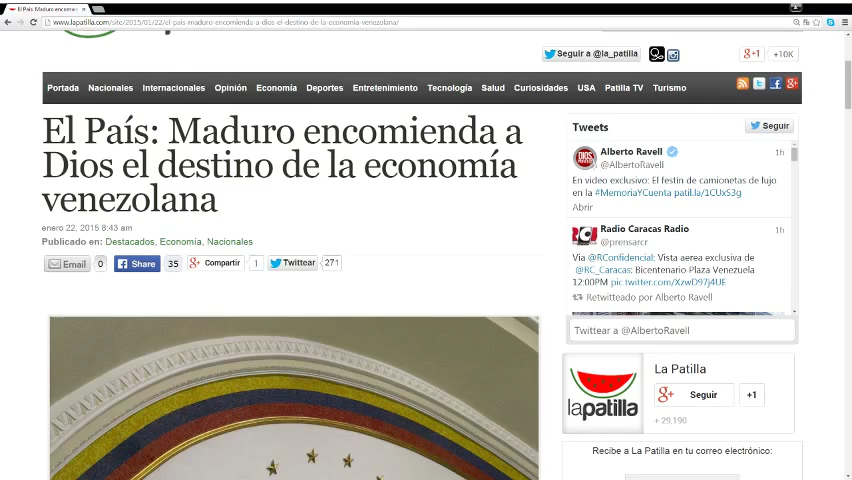 El País: Maduro encomien
www.lapatilla.com/site/2015/01/22/el-pais-maduro-encomienda-a-dios-el-destino-de-la-economia-venezolana/
Seguir a @la_patilla
g+1
+10K
Portada Nacionales Internacionales Opinión Economía Deportes Entretenimiento Tecnología Salud Curiosidades USA Patilla TV Turismo
El País: Maduro encomienda a
Dios el destino de la economía
venezolana
enero 22, 2015 8:43 am
Publicado en: Destacados, Economía, Nacionales
Email 0 Share 35 Compartir 1 Twittear 271
Tweets
Seguir
Alberto Ravell
1h
@AlbertoRavell
En video exclusivo: El festin de camionetas de lujo
en la #MemoriaYCuenta patil.la/1CUxS3g
Abrir
Radio Caracas Radio
1h
@prensarcr
Via @RConfidencial: Vista aerea exclusiva de
@RC_Caracas: Bicentenario Plaza Venezuela
12:00PM pic.twitter.com/XzwD97j4UE
Retwitteado por Alberto Ravell
Twittear a @AlbertoRavell
lapatilla
La Patilla
Seguir
+1
+ 29,190
Recibe a La Patilla en tu correo electrónico: